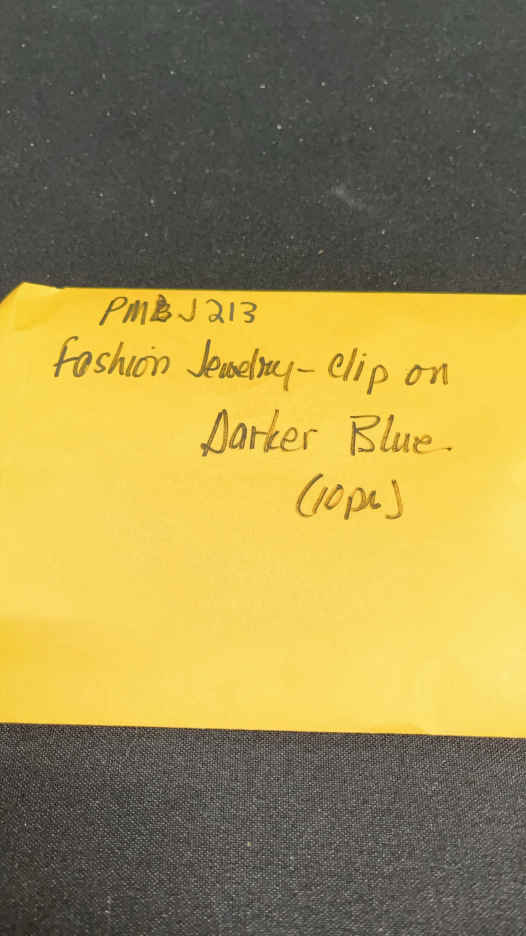 PMBJ213
Fashion Jewelry - Clip on
Darker Blue
(10pc)